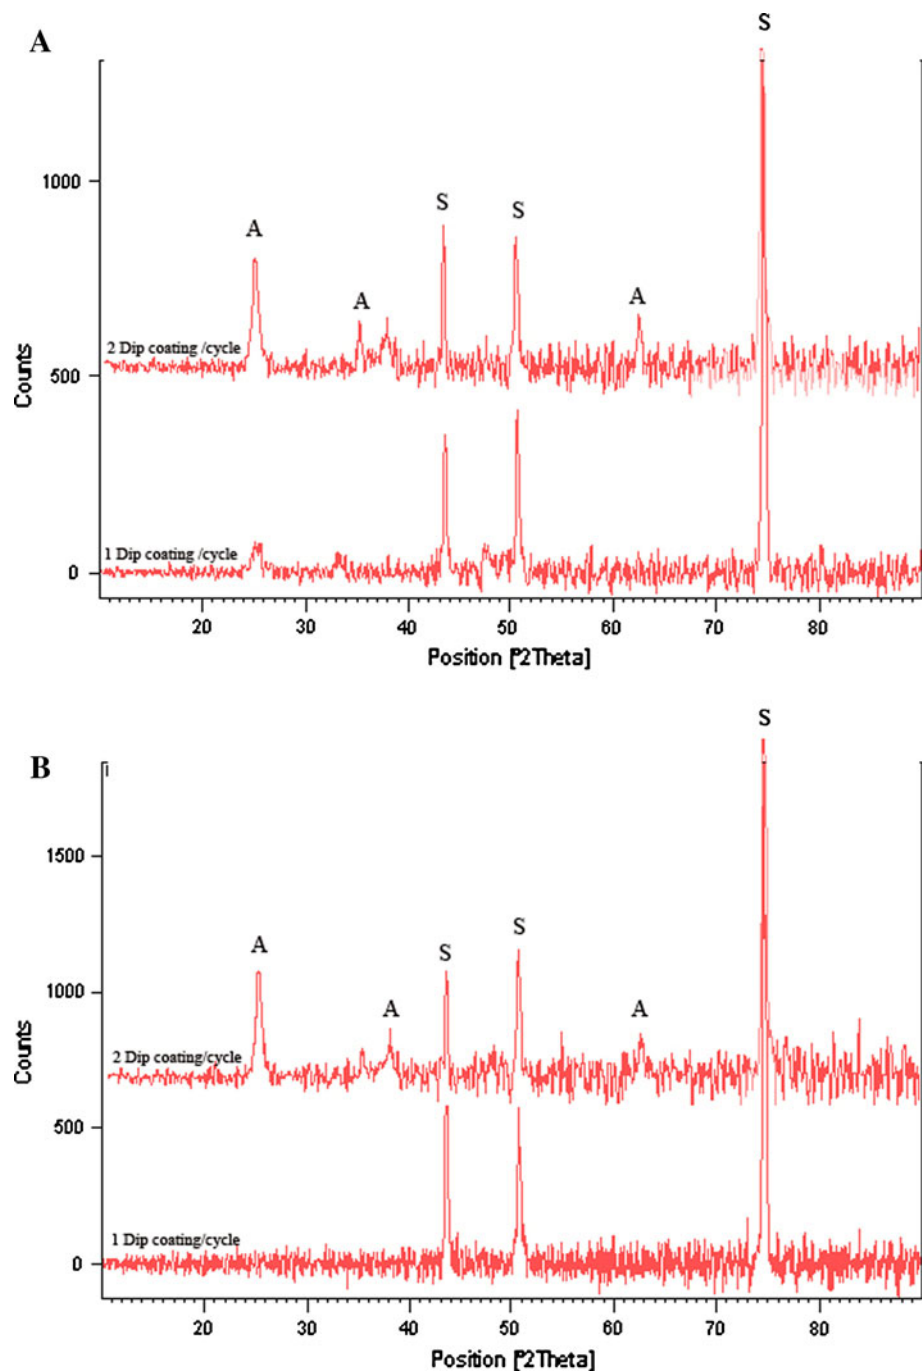 A
S
1000
S
S
A
A
2 Dip coating /cycle
500
Counts
1 Dip coating /cycle
0
20 30 40 50 60 70 80
Position [°2Theta]
S
B
1500
S
A
S
1000
A
A
2 Dip coating/cycle
Counts
500
1 Dip coating/cycle
0
20 30 40 50 60 70 80
Position [°2Theta]